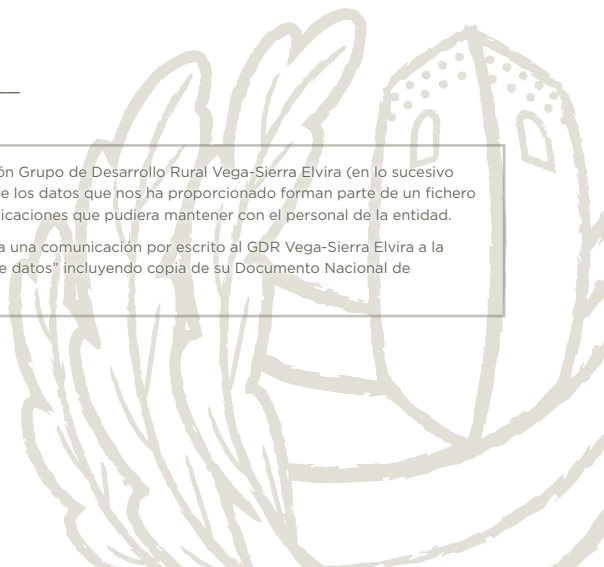 ón Grupo de Desarrollo Rural Vega-Sierra Elvira (en lo sucesivo
e los datos que nos ha proporcionado forman parte de un fichero
icaciones que pudiera mantener con el personal de la entidad.
a una comunicación por escrito al GDR Vega-Sierra Elvira a la
e datos” incluyendo copia de su Documento Nacional de